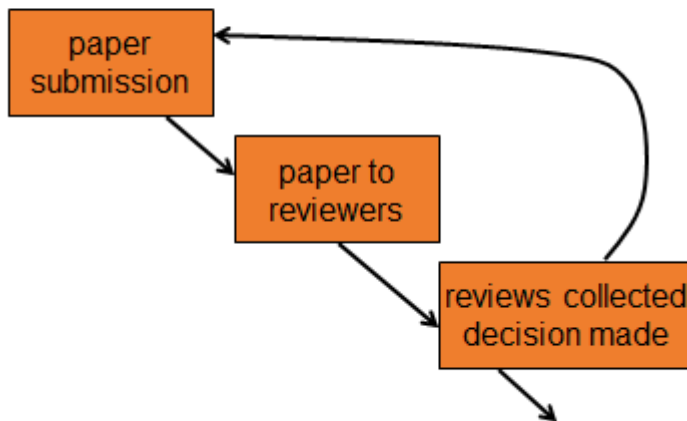 paper
submission
paper to
reviewers
reviews collected
decision made